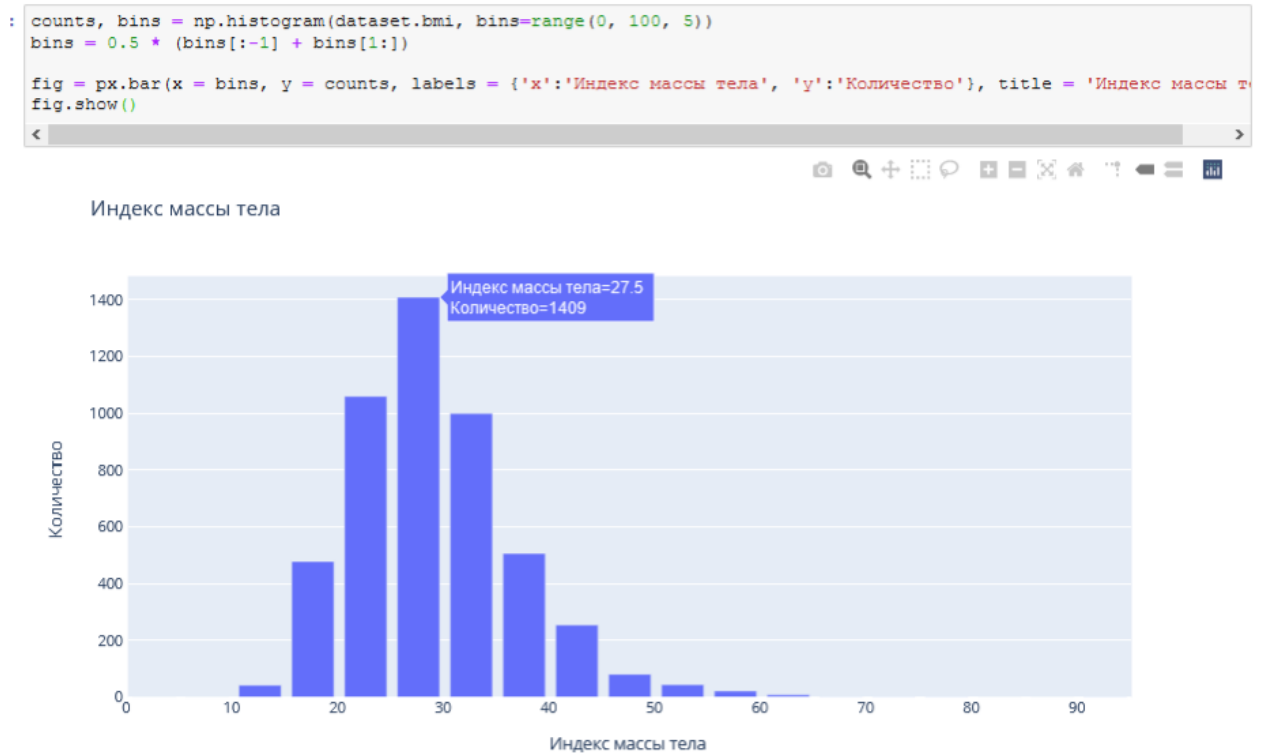 : counts, bins = np.histogram(dataset.bmi, bins=range(0, 100, 5))
bins = 0.5 * (bins[:-1] + bins[1:])
fig = px.bar(x = bins, y = counts, labels = {'x':'Индекс массы тела', 'y':'Количество'}, title = 'Индекс массы
fig.show()
Индекс массы тела
Индекс массы тела=27.5
Количество=1409
1400
1200
1000
800
600
400
200
0
Количество
0 10 20 30 40 50 60 70 80 90
Индекс массы тела